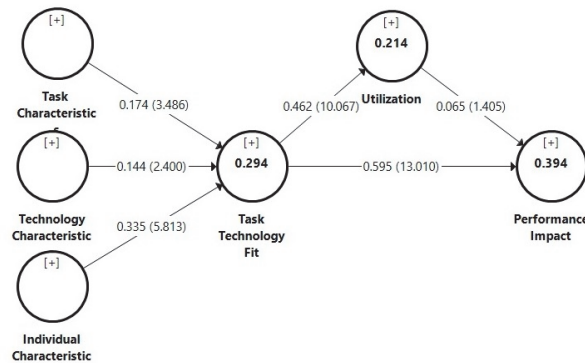 [+]
Task
Characteristic
[+]
0.214
Utilization
0.174 (3.486)
0.462 (10.067)
0.065 (1.405)
[+]
Technology
Characteristic
0.144 (2.400)
[+]
0.294
Task
Technology
Fit
0.595 (13.010)
[+]
0.394
Performance
Impact
0.335 (5.813)
[+]
Individual
Characteristic